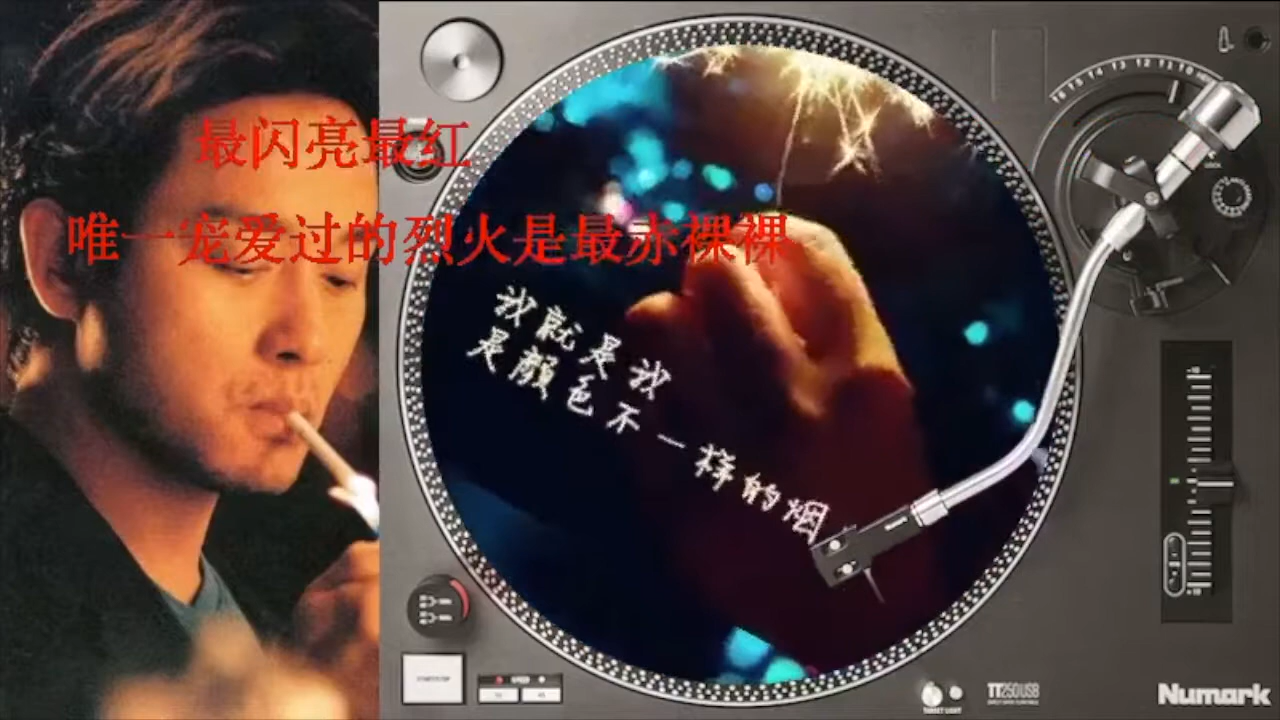 最闪亮最红
唯一宠爱过的烈火是最赤裸裸
我就是我
是颜色不一样的烟
TT250USB
Numark